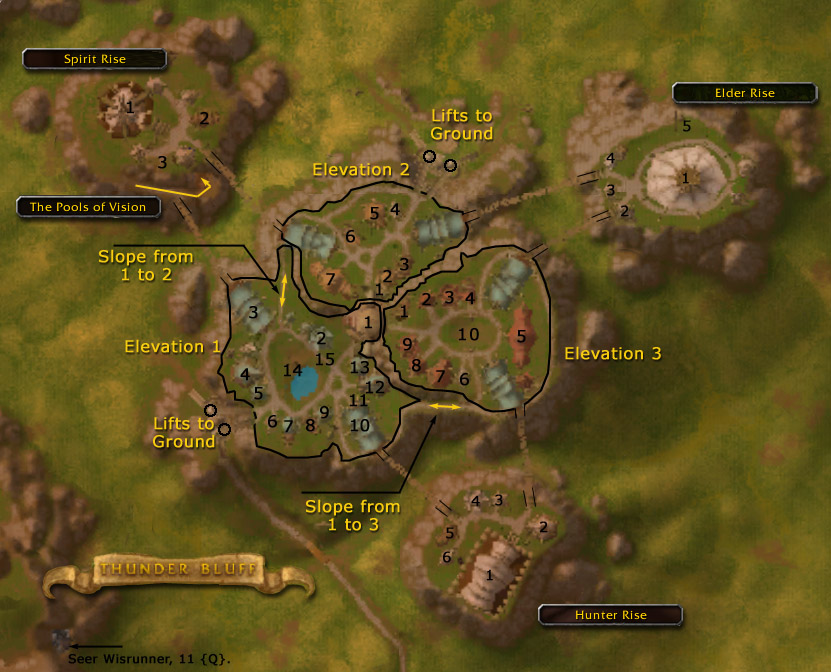 Spirit Rise
1
2
3
The Pools of Vision
Elder Rise
5
4
1
3
2
Lifts to
Ground
Elevation 2
5 4
6
3
7
2
1
Slope from
1 to 2
Elevation 1
3
1
2
15
14
13
4
5
12
11
9
6 7 8 10
Lifts to
Ground
1 2 3 4
10
5
9
8
7 6
Elevation 3
Slope from
1 to 3
4 3
2
5
6
1
Hunter Rise
THUNDER BLUFF
Seer Wisrunner, 11 {Q}.